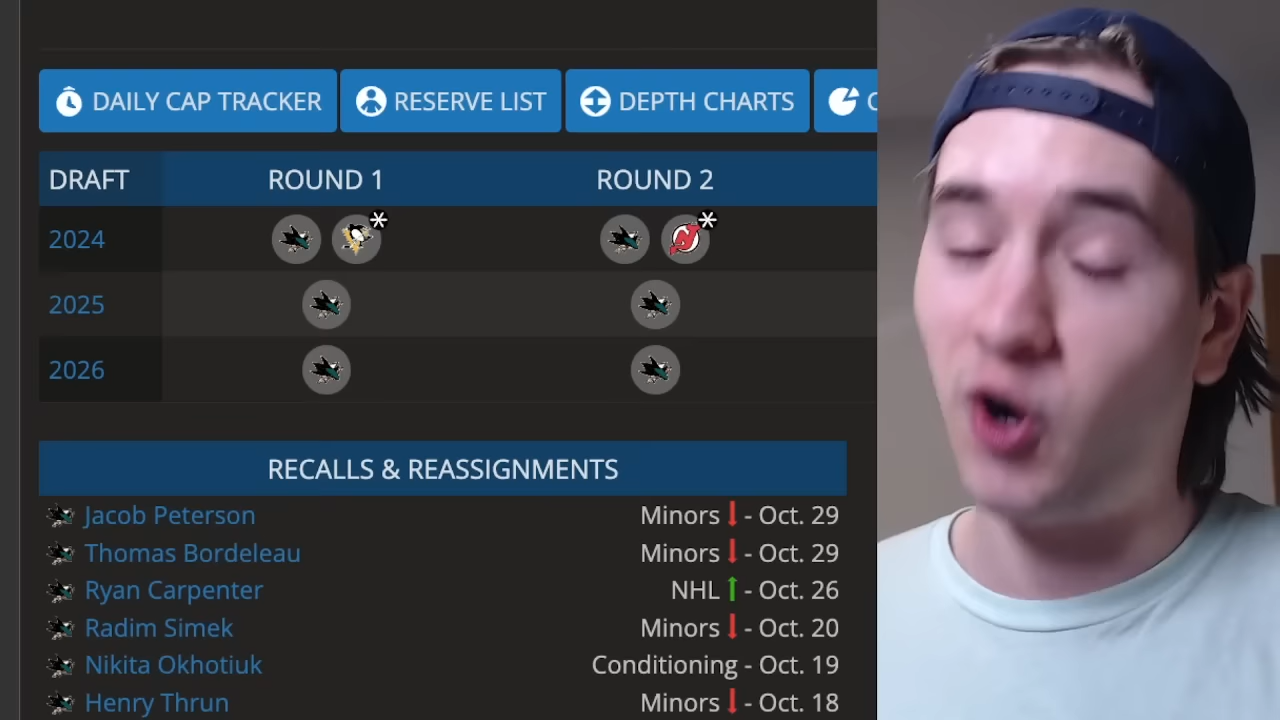 DAILY CAP TRACKER RESERVE LIST DEPTH CHARTS
DRAFT ROUND 1 ROUND 2
2024 * *
2025
2026
RECALLS & REASSIGNMENTS
Jacob Peterson Minors - Oct. 29
Thomas Bordeleau Minors - Oct. 29
Ryan Carpenter NHL - Oct. 26
Radim Simek Minors - Oct. 20
Nikita Okhotiuk Conditioning - Oct. 19
Henry Thrun Minors - Oct. 18